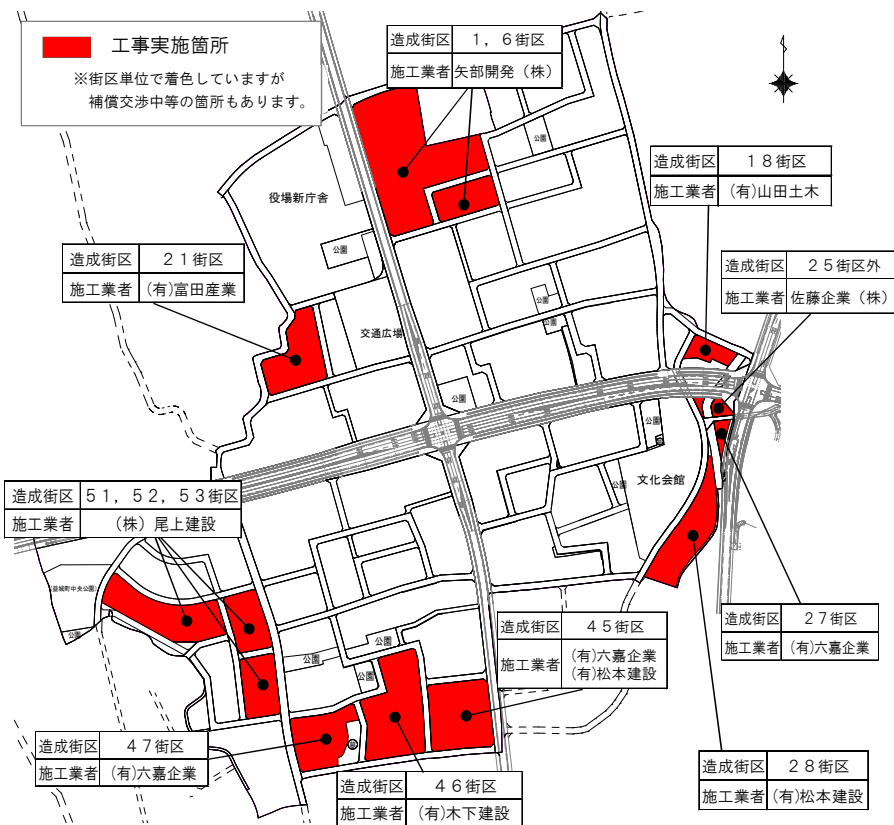 工事実施箇所
※街区単位で着色していますが
補償交渉中等の箇所もあります。
造成街区 1，6街区
施工業者 矢部開発（株）
公園
造成街区 18街区
施工業者 (有)山田土木
役場新庁舎
公園
造成街区 21街区
施工業者 (有)富田産業
造成街区 25街区外
施工業者 佐藤企業（株）
公園
公園
交通広場
公園
公園
公園
文化会館
造成街区 51，52，53街区
施工業者 （株）尾上建設
(益城町中央公園)
公園
造成街区 27街区
施工業者 (有)六嘉企業
造成街区 45街区
施工業者 (有)六嘉企業
(有)松本建設
公園
公園
公園
造成街区 47街区
施工業者 (有)六嘉企業
造成街区 46街区
施工業者 (有)木下建設
造成街区 28街区
施工業者 (有)松本建設